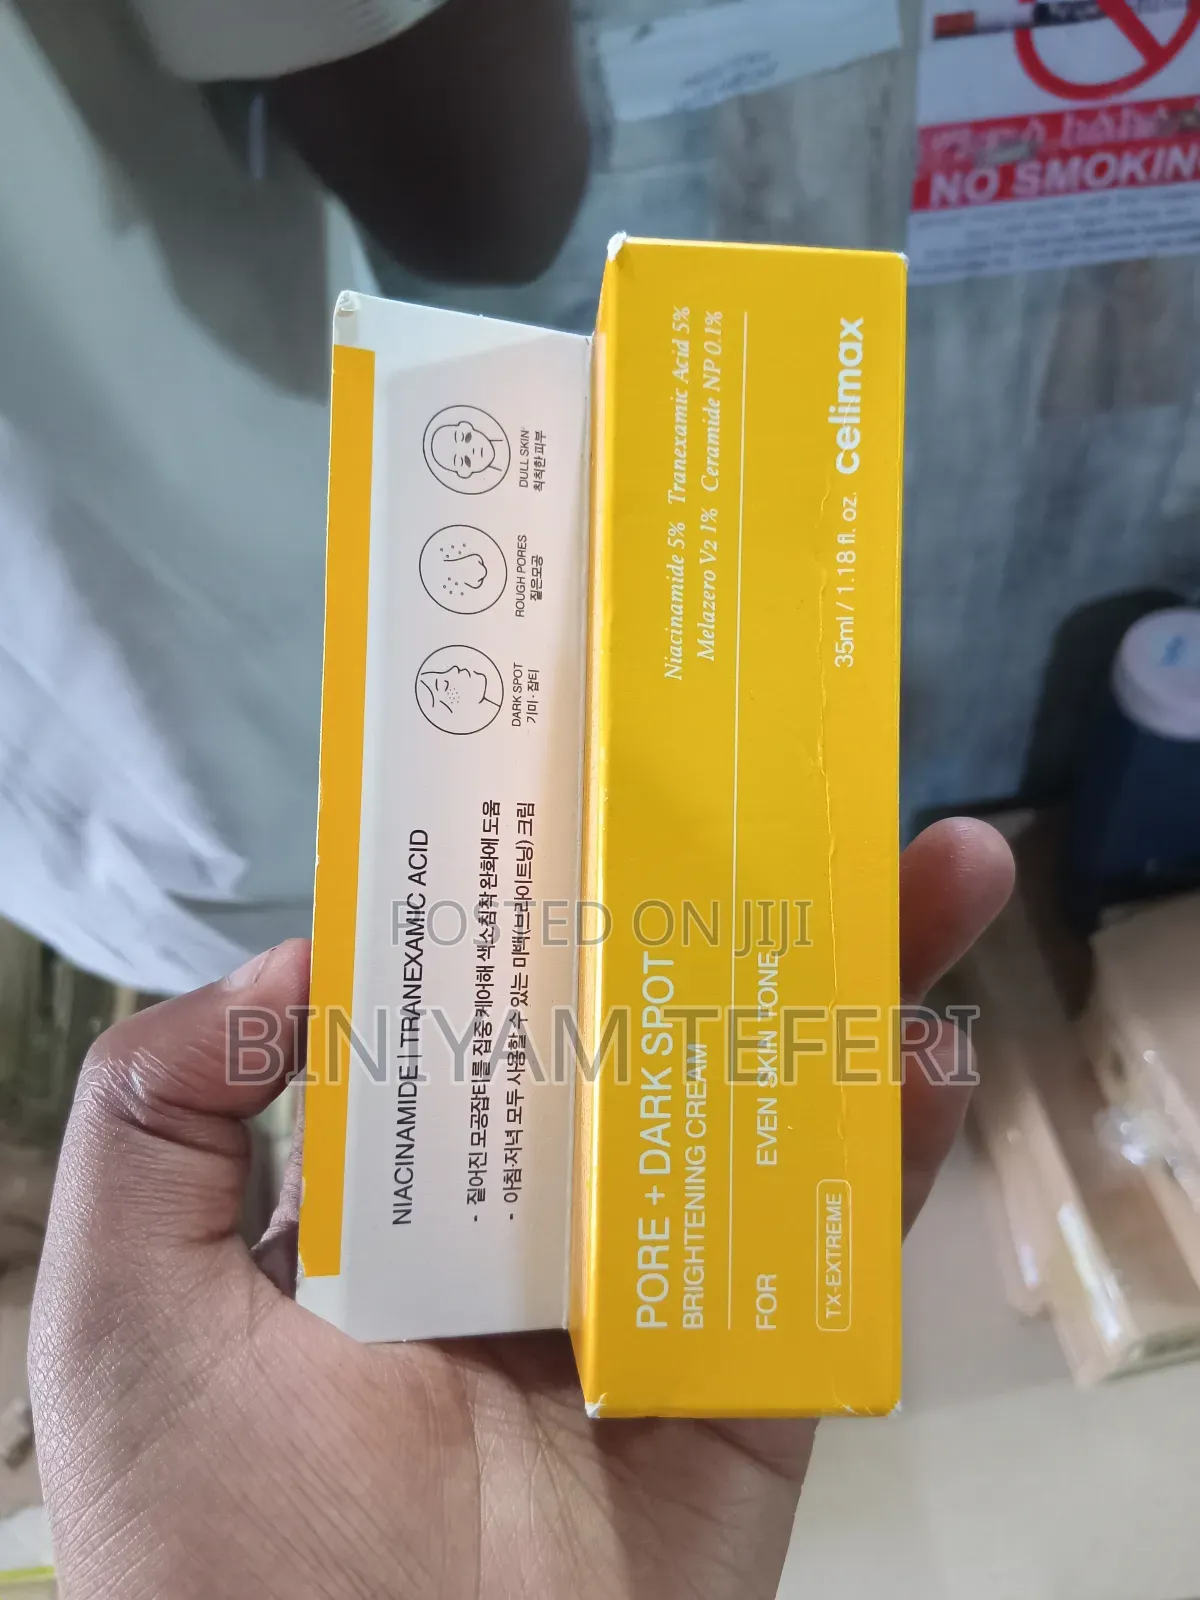 NO SMOKIN
celimax
35ml / 1.18 fl. oz.
Niacinamide 5% Tranexamic Acid 5%
Melazero V2 1% Ceramide NP 0.1%
PORE + DARK SPOT
BRIGHTENING CREAM
FOR EVEN SKIN TONE
TX-EXTREME
NIACINAMIDE | TRANEXAMIC ACID
- 짙어진 모공잡티를 집중 케어해 색소침착 완화에 도움
- 아침·저녁 모두 사용할 수 있는 미백(브라이트닝) 크림
DARK SPOT
기미·잡티
ROUGH PORES
짙은모공
DULL SKIN
칙칙한피부
POSTED ON JIJI
BINIYAM TEFERI